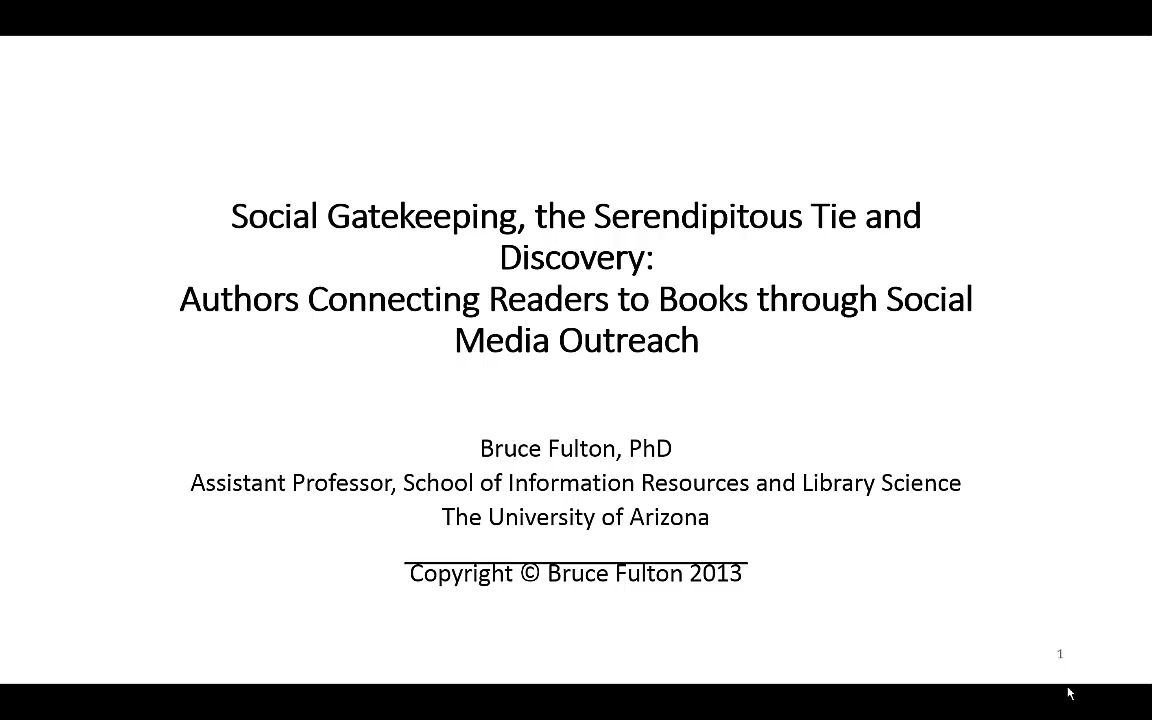 Social Gatekeeping, the Serendipitous Tie and
Discovery:
Authors Connecting Readers to Books through Social
Media Outreach
Bruce Fulton, PhD
Assistant Professor, School of Information Resources and Library Science
The University of Arizona
Copyright © Bruce Fulton 2013
1